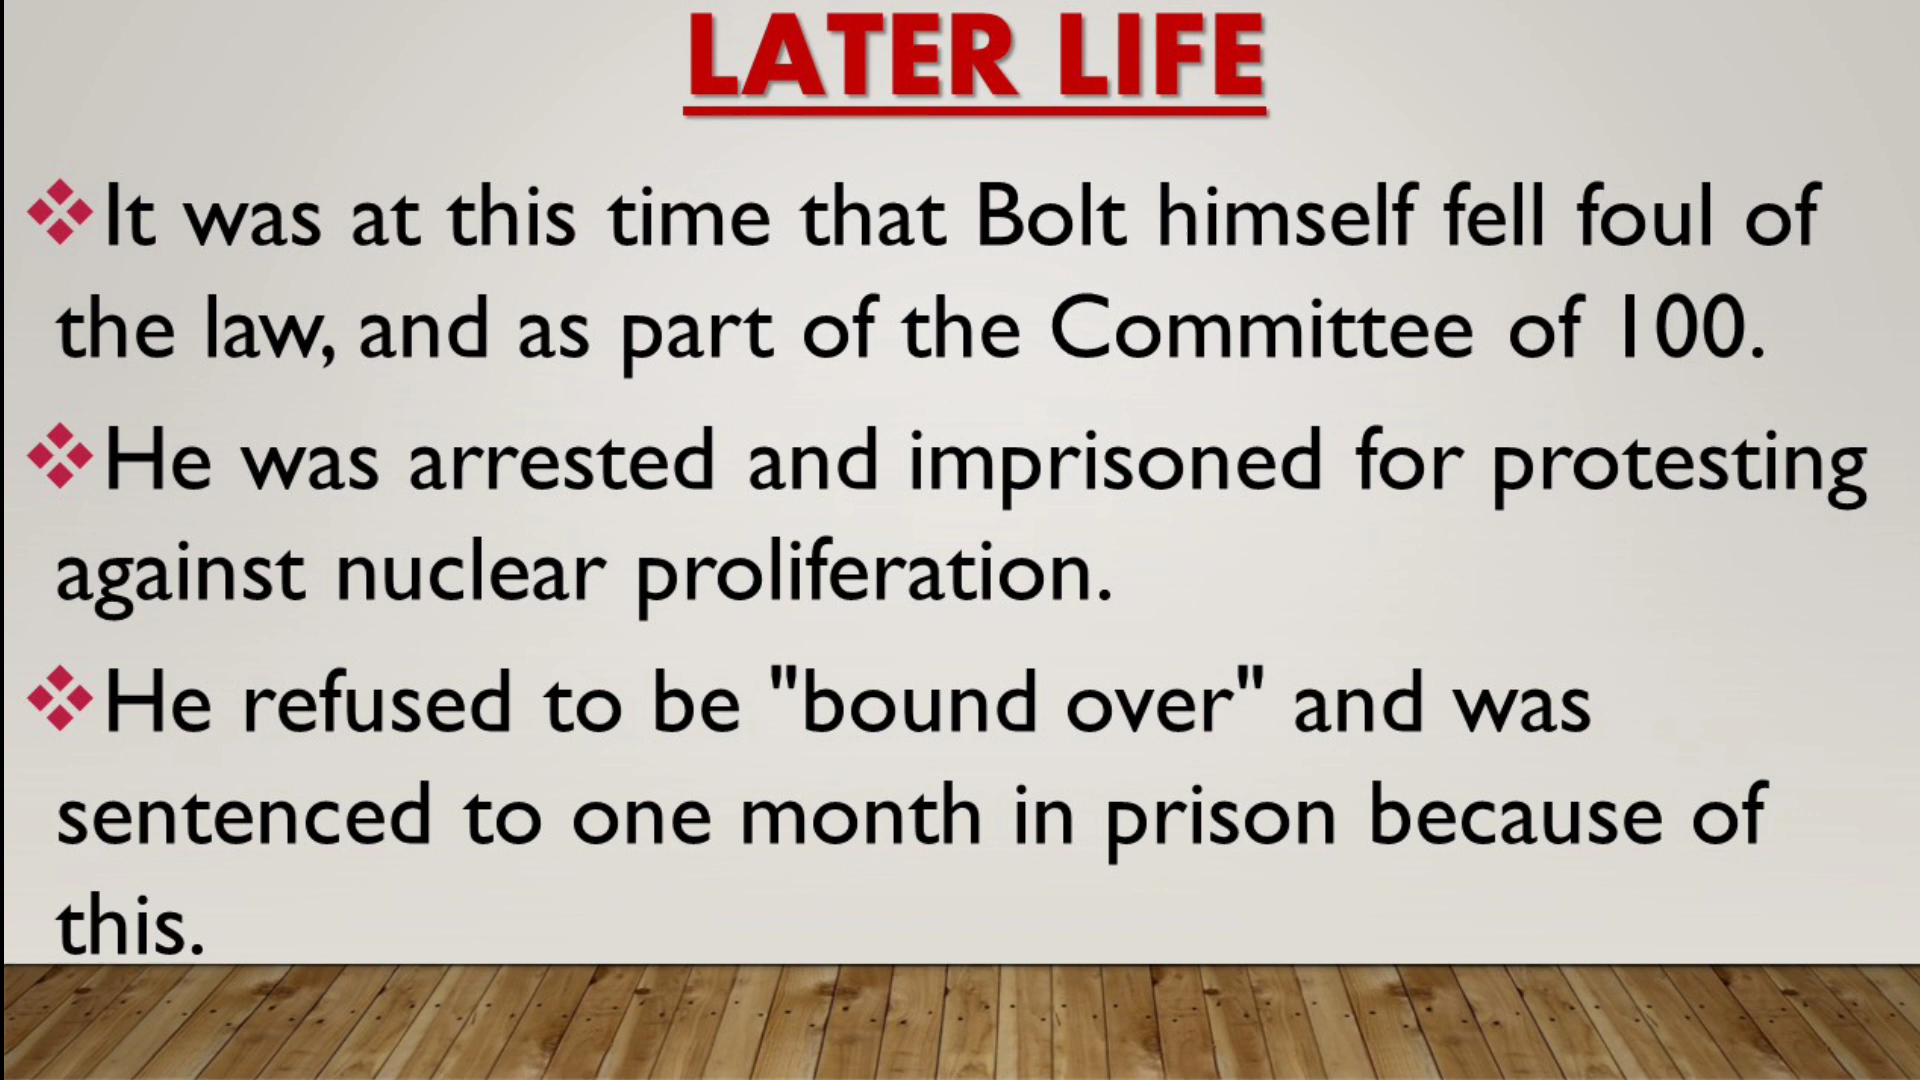 LATER LIFE
❖It was at this time that Bolt himself fell foul of
the law, and as part of the Committee of 100.
❖He was arrested and imprisoned for protesting
against nuclear proliferation.
❖He refused to be "bound over" and was
sentenced to one month in prison because of
this.